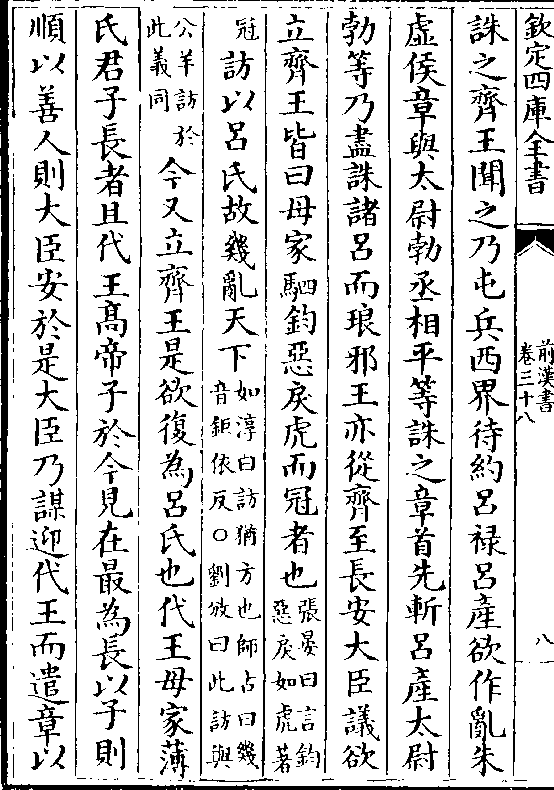 欽定四庫全書
前漢書
卷三十八
八
誅之齊王聞之乃屯兵西界待約呂禄呂產欲作亂朱
虛侯章與太尉勃丞相平等誅之章首先斬呂產太尉
勃等乃盡誅諸呂而琅邪王亦從齊至長安大臣議欲
立齊王皆曰母家駟鈞惡戾虎而冠者也
張晏曰言鈞
惡戾如虎著
冠
訪以呂氏故幾亂天下
如淳曰訪猶方也師古曰幾
音鉅依反○劉攽曰此訪與
公羊訪於
此義同
今又立齊王是欲復為呂氏也代王母家薄
氏君子長者且代王髙帝子於今見在最為長以子則
順以善人則大臣安於是大臣乃謀迎代王而遣章以